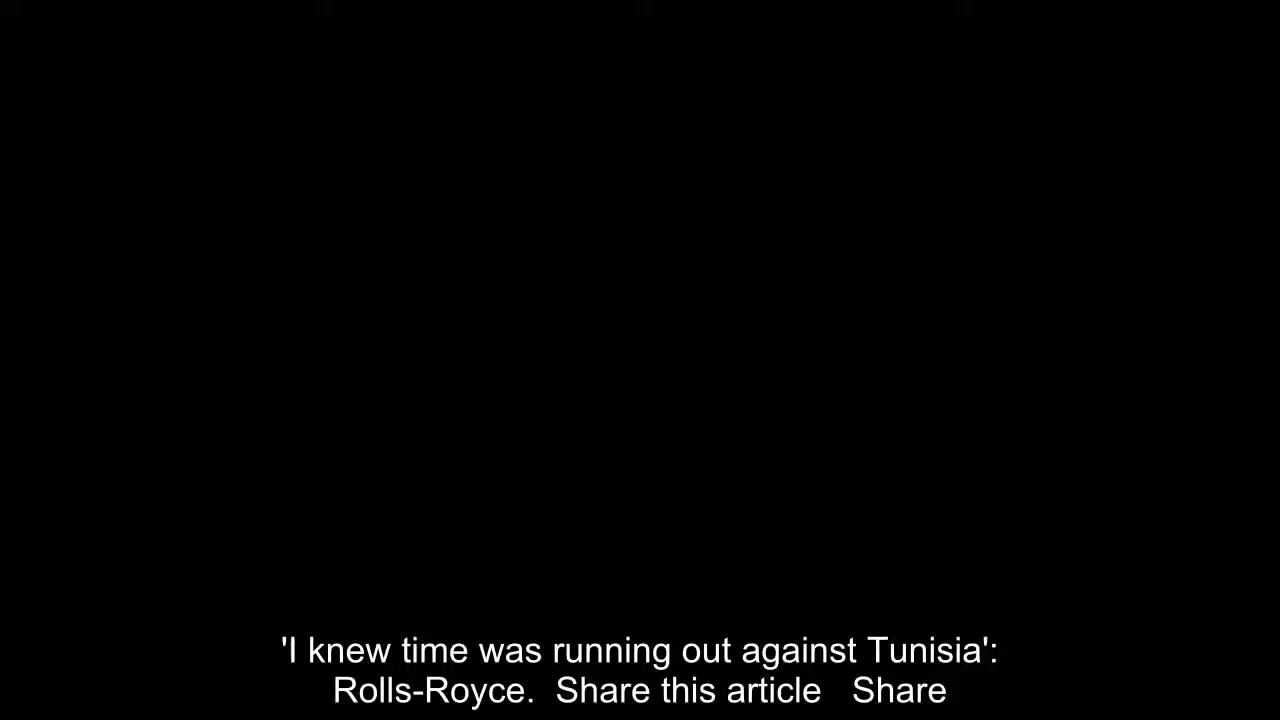 'I knew time was running out against Tunisia':
Rolls-Royce.  Share this article   Share